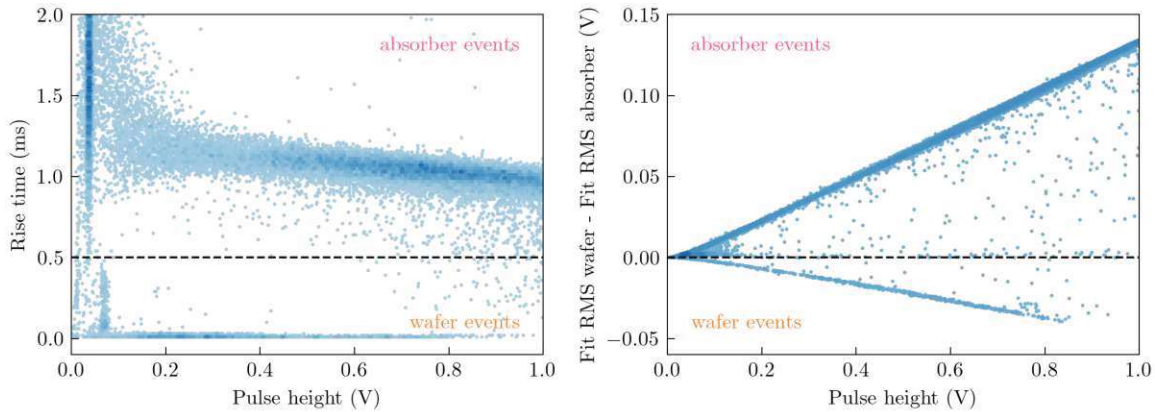 2.0
1.5
1.0
0.5
0.0
Rise time (ms)
absorber events
wafer events
0.0 0.2 0.4 0.6 0.8 1.0
Pulse height (V)
0.15
0.10
0.05
0.00
−0.05
Fit RMS wafer - Fit RMS absorber (V)
absorber events
wafer events
0.0 0.2 0.4 0.6 0.8 1.0
Pulse height (V)